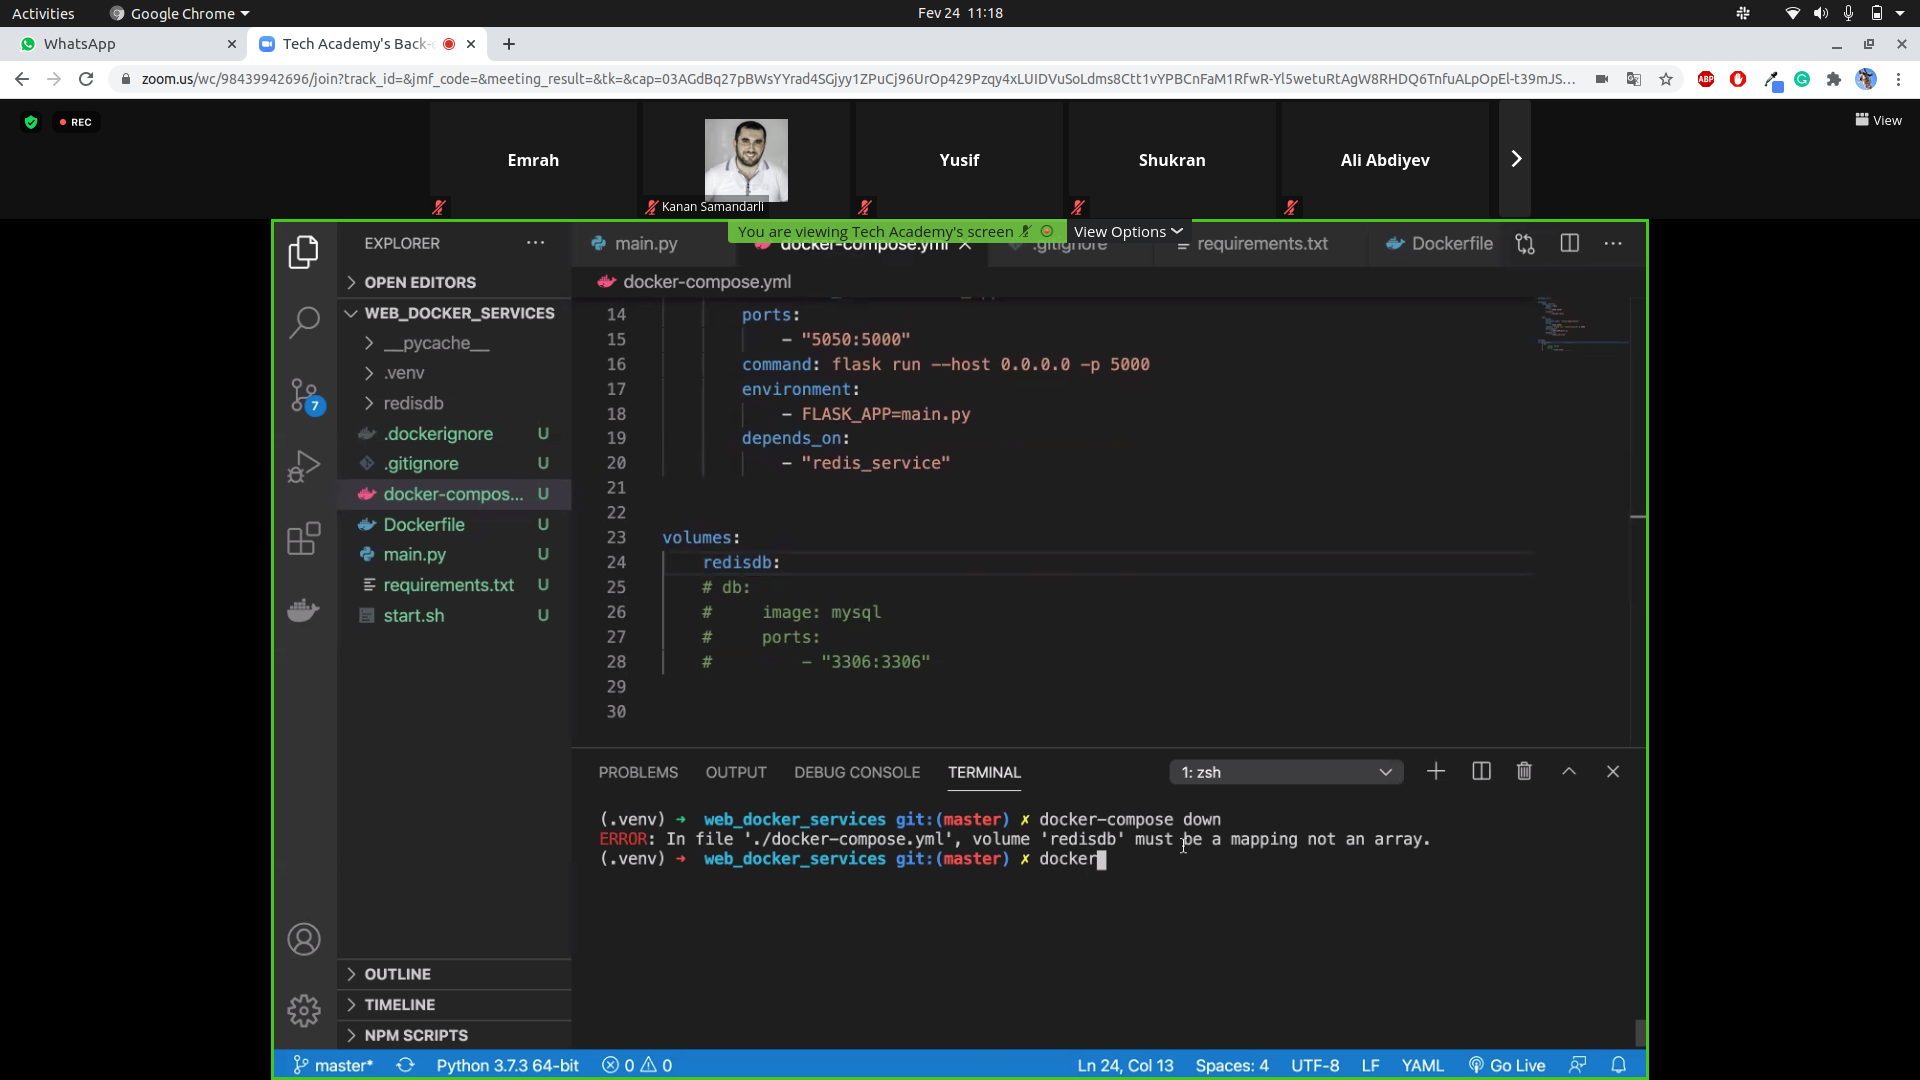 Activities Google Chrome Fev 24 11:18
WhatsApp Tech Academy's Back-
zoom.us/wc/98439942696/join?track_id=&jmf_code=&meeting_result=&tk=&cap=03AGdBq27pBWsYYrad4SGjyy1ZPuCj96UrOp429Pzqy4xLUIDVuSoLdms8Ctt1vYPBCnFaM1RfwR-Yl5wetuRtAgW8RHDQ6TnfuALpOpEl-t39mJS...
ABP
REC
View
Emrah
Kanan Samandarli
Yusif
Shukran
Ali Abdiyev
You are viewing Tech Academy's screen View Options
EXPLORER
OPEN EDITORS
WEB_DOCKER_SERVICES
__pycache__
.venv
redisdb
.dockerignore U
.gitignore U
docker-compos... U
Dockerfile U
main.py U
requirements.txt U
start.sh U
7
OUTLINE
TIMELINE
NPM SCRIPTS
main.py docker-compose.yml .gitignore requirements.txt Dockerfile
docker-compose.yml
14 ports:
15 - "5050:5000"
16 command: flask run --host 0.0.0.0 -p 5000
17 environment:
18 - FLASK_APP=main.py
19 depends_on:
20 - "redis_service"
21
22
23 volumes:
24 redisdb:
25 # db:
26 # image: mysql
27 # ports:
28 # - "3306:3306"
29
30
PROBLEMS OUTPUT DEBUG CONSOLE TERMINAL 1: zsh
(.venv) ➜ web_docker_services git:(master) ✗ docker-compose down
ERROR: In file './docker-compose.yml', volume 'redisdb' must be a mapping not an array.
(.venv) ➜ web_docker_services git:(master) ✗ docker
master* Python 3.7.3 64-bit 0 0 Ln 24, Col 13 Spaces: 4 UTF-8 LF YAML Go Live